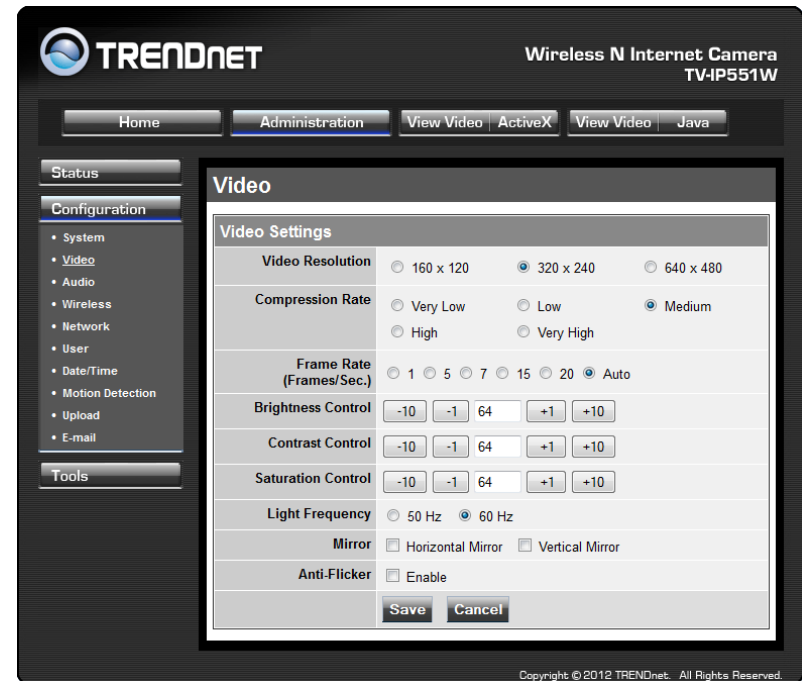 TRENDNET
Wireless N Internet Camera
TV-IP551W
Home Administration View Video ActiveX View Video Java
Status
Configuration
• System
• Video
• Audio
• Wireless
• Network
• User
• Date/Time
• Motion Detection
• Upload
• E-mail
Tools
Video
Video Settings
Video Resolution 160 x 120 320 x 240 640 x 480
Compression Rate Very Low Low Medium
High Very High
Frame Rate
(Frames/Sec.) 1 5 7 15 20 Auto
Brightness Control -10 -1 64 +1 +10
Contrast Control -10 -1 64 +1 +10
Saturation Control -10 -1 64 +1 +10
Light Frequency 50 Hz 60 Hz
Mirror Horizontal Mirror Vertical Mirror
Anti-Flicker Enable
Save Cancel
Copyright © 2012 TRENDnet. All Rights Reserved.